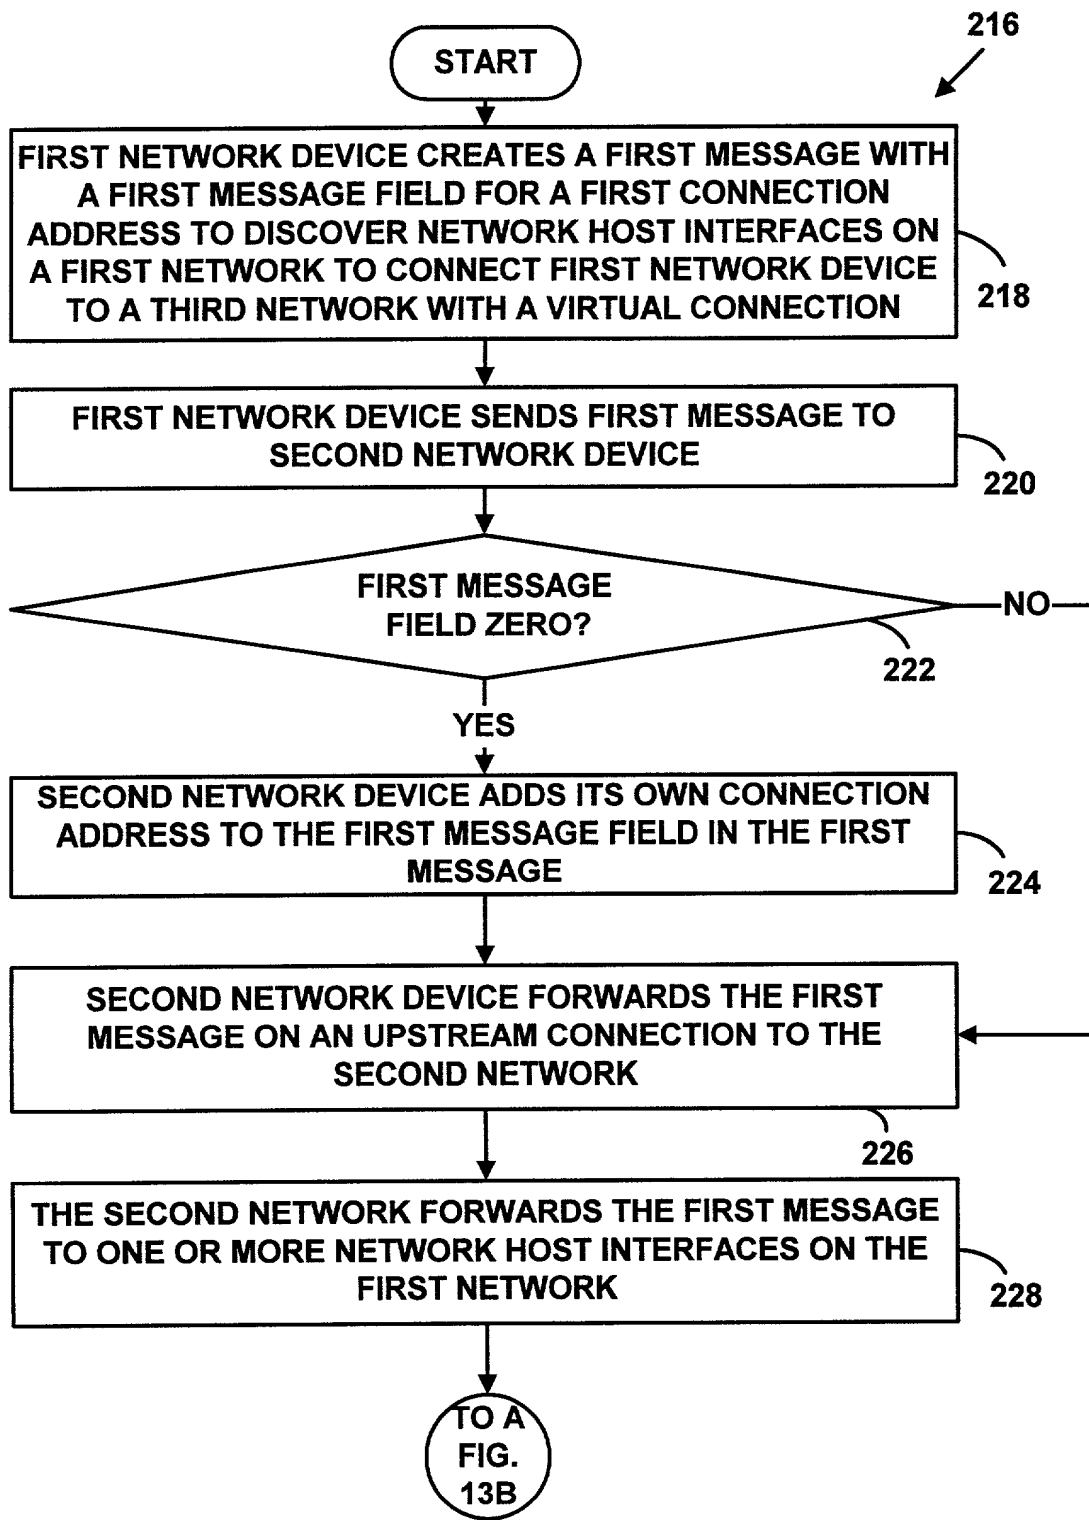 216
START
FIRST NETWORK DEVICE CREATES A FIRST MESSAGE WITH
A FIRST MESSAGE FIELD FOR A FIRST CONNECTION
ADDRESS TO DISCOVER NETWORK HOST INTERFACES ON
A FIRST NETWORK TO CONNECT FIRST NETWORK DEVICE
TO A THIRD NETWORK WITH A VIRTUAL CONNECTION
218
FIRST NETWORK DEVICE SENDS FIRST MESSAGE TO
SECOND NETWORK DEVICE
220
FIRST MESSAGE
FIELD ZERO?
NO
222
YES
SECOND NETWORK DEVICE ADDS ITS OWN CONNECTION
ADDRESS TO THE FIRST MESSAGE FIELD IN THE FIRST
MESSAGE
224
SECOND NETWORK DEVICE FORWARDS THE FIRST
MESSAGE ON AN UPSTREAM CONNECTION TO THE
SECOND NETWORK
226
THE SECOND NETWORK FORWARDS THE FIRST MESSAGE
TO ONE OR MORE NETWORK HOST INTERFACES ON THE
FIRST NETWORK
228
TO A
FIG.
13B